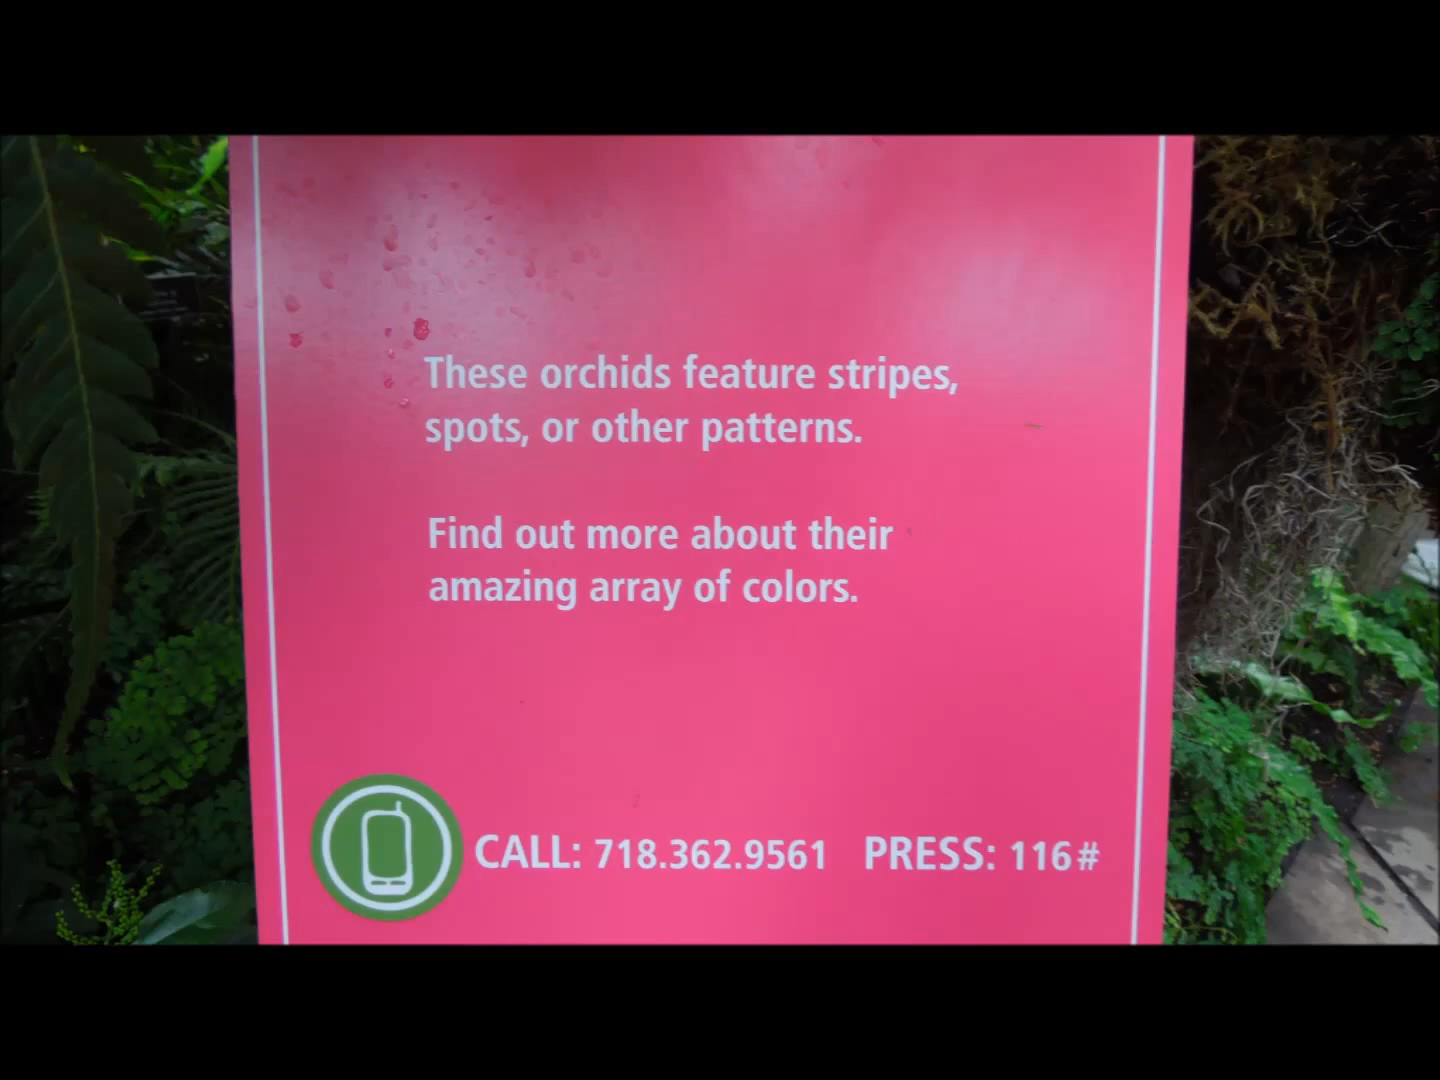 These orchids feature stripes,
spots, or other patterns.
Find out more about their
amazing array of colors.
CALL: 718.362.9561 PRESS: 116#